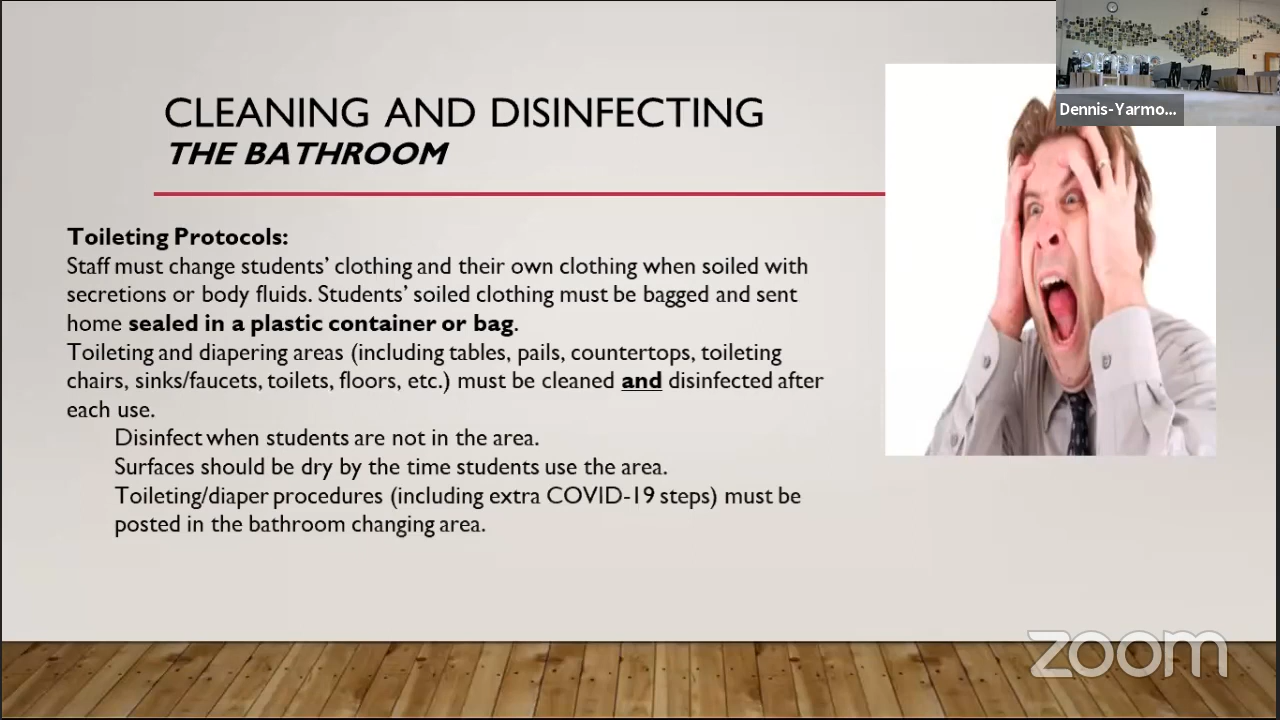 Dennis-Yarmo...
CLEANING AND DISINFECTING
THE BATHROOM
Toileting Protocols:
Staff must change students’ clothing and their own clothing when soiled with
secretions or body fluids. Students’ soiled clothing must be bagged and sent
home sealed in a plastic container or bag.
Toileting and diapering areas (including tables, pails, countertops, toileting
chairs, sinks/faucets, toilets, floors, etc.) must be cleaned and disinfected after
each use.
Disinfect when students are not in the area.
Surfaces should be dry by the time students use the area.
Toileting/diaper procedures (including extra COVID-19 steps) must be
posted in the bathroom changing area.
zoom